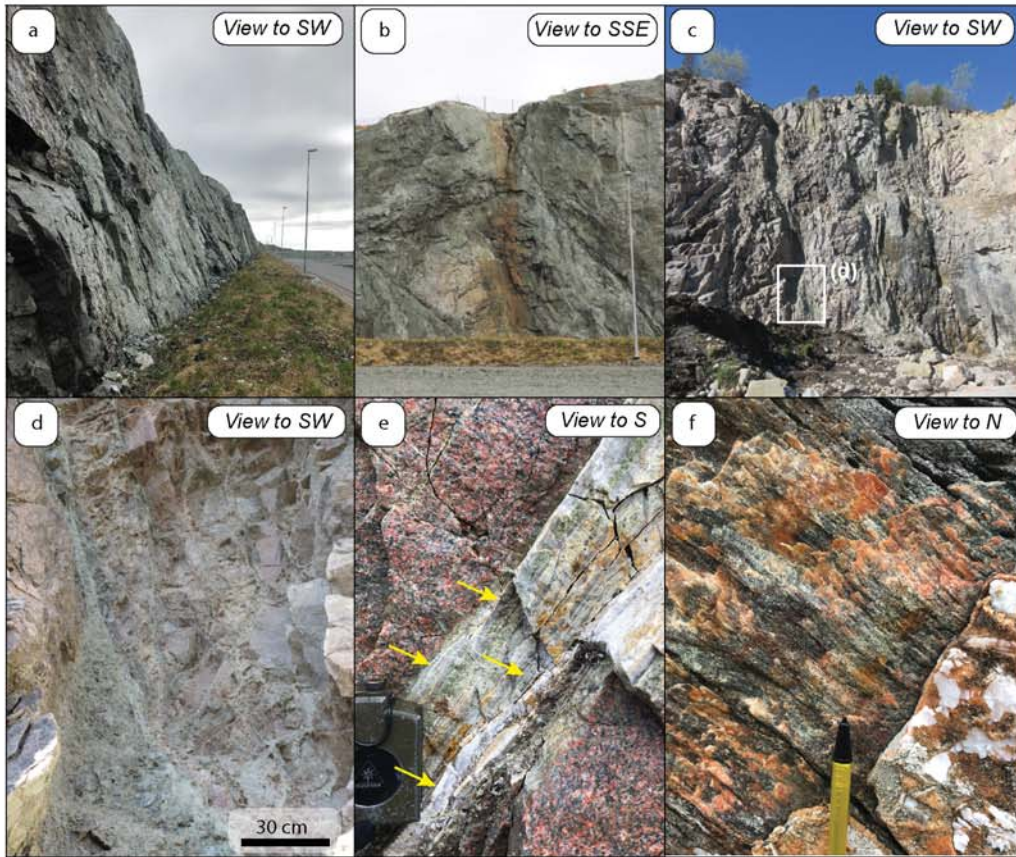 a
View to SW
b
View to SSE
c
View to SW
(d)
d
View to SW
30 cm
e
View to S
f
View to N